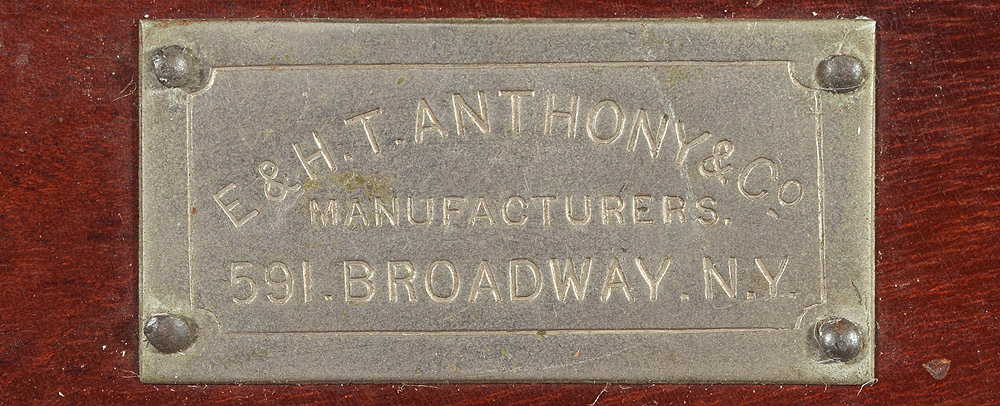 E & H. T. ANTHONY & Co.
MANUFACTURERS.
591. BROADWAY. N.Y.